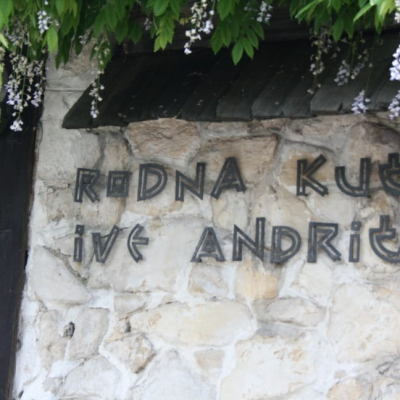 RODNA KUĆ
IVE ANDRIĆ